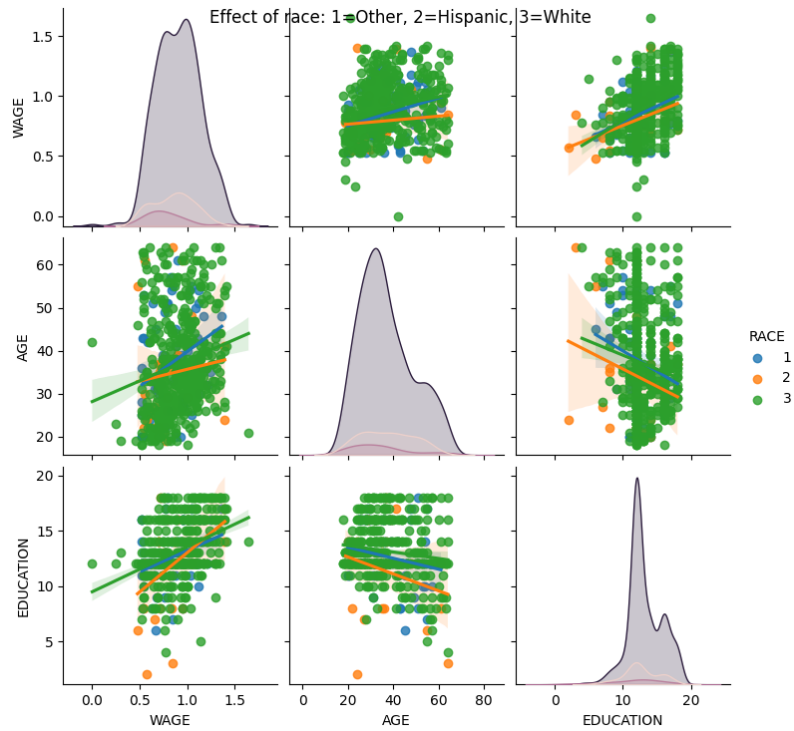 Effect of race: 1=Other, 2=Hispanic, 3=White
1.5
1.0
0.5
0.0
WAGE
60
50
40
30
20
AGE
RACE
1
2
3
20
15
10
5
EDUCATION
0.0 0.5 1.0 1.5
WAGE
0 20 40 60 80
AGE
0 10 20
EDUCATION